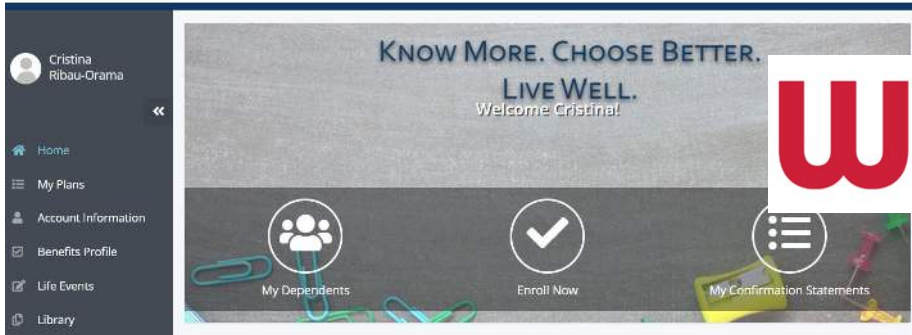 Cristina
Ribau-Orama
Home
My Plans
Account Information
Benefits Profile
Life Events
Library
KNOW MORE. CHOOSE BETTER.
LIVE WELL.
Welcome Cristina!
W
My Dependents
Enroll Now
My Confirmation Statements